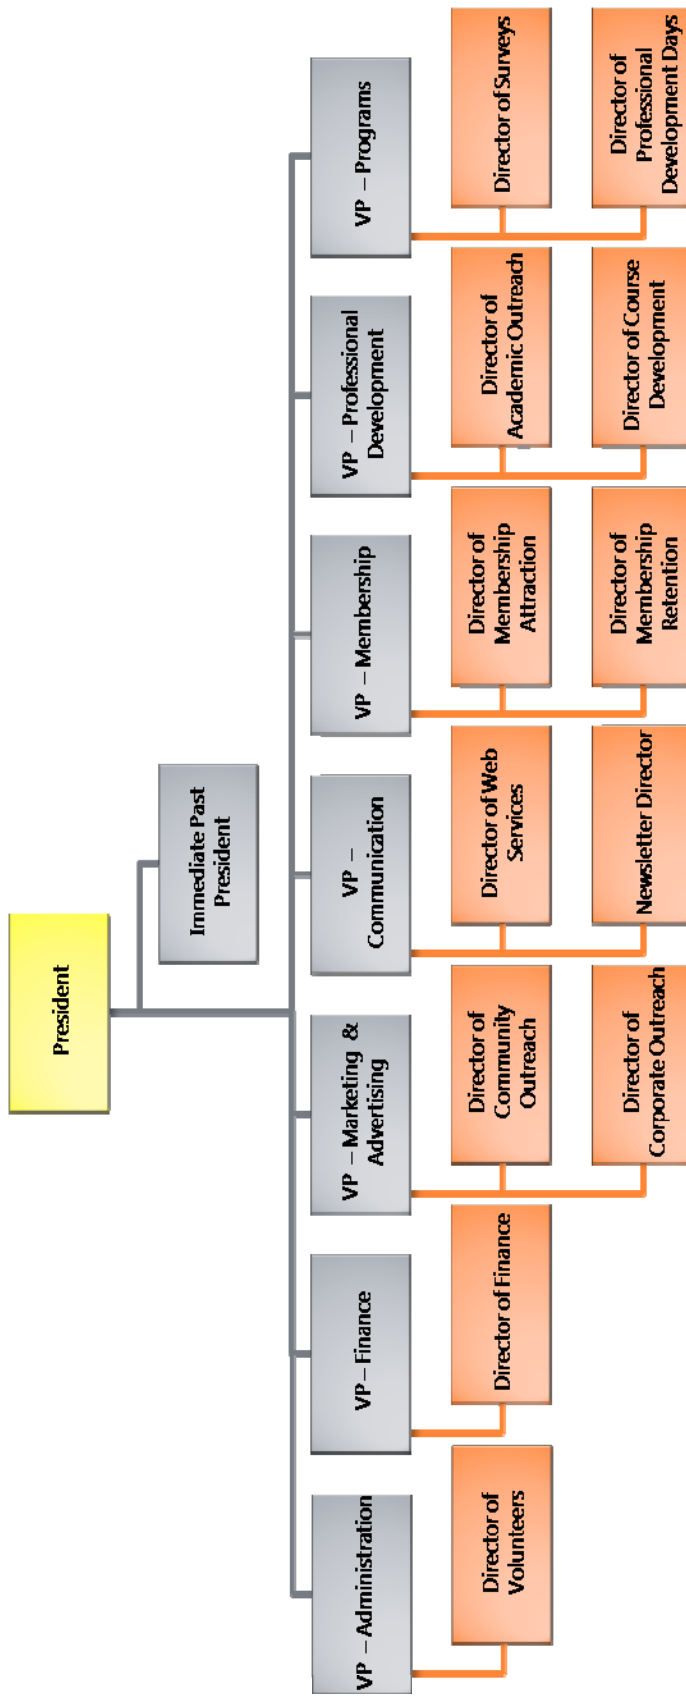 President
Immediate Past
President
VP – Administration
VP – Finance
VP – Marketing &
Advertising
VP –
Communication
VP – Membership
VP – Professional
Development
VP – Programs
Director of
Volunteers
Director of Finance
Director of
Community
Outreach
Director of Web
Services
Director of
Membership
Attraction
Director of
Academic Outreach
Director of Surveys
Director of
Corporate Outreach
Newsletter Director
Director of
Membership
Retention
Director of Course
Development
Director of
Professional
Development Days